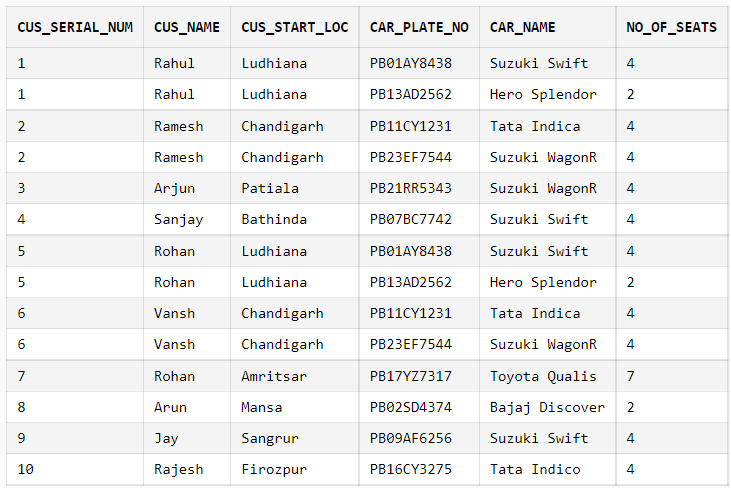 CUS_SERIAL_NUM CUS_NAME CUS_START_LOC CAR_PLATE_NO CAR_NAME NO_OF_SEATS
1 Rahul Ludhiana PB01AY8438 Suzuki Swift 4
1 Rahul Ludhiana PB13AD2562 Hero Splendor 2
2 Ramesh Chandigarh PB11CY1231 Tata Indica 4
2 Ramesh Chandigarh PB23EF7544 Suzuki WagonR 4
3 Arjun Patiala PB21RR5343 Suzuki WagonR 4
4 Sanjay Bathinda PB07BC7742 Suzuki Swift 4
5 Rohan Ludhiana PB01AY8438 Suzuki Swift 4
5 Rohan Ludhiana PB13AD2562 Hero Splendor 2
6 Vansh Chandigarh PB11CY1231 Tata Indica 4
6 Vansh Chandigarh PB23EF7544 Suzuki WagonR 4
7 Rohan Amritsar PB17YZ7317 Toyota Qualis 7
8 Arun Mansa PB02SD4374 Bajaj Discover 2
9 Jay Sangrur PB09AF6256 Suzuki Swift 4
10 Rajesh Firozpur PB16CY3275 Tata Indico 4